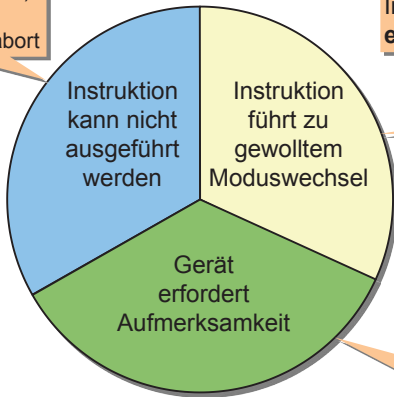 abort
Instruktion
kann nicht
ausgeführt
werden
Instruktion
führt zu
gewolltem
Moduswechsel
Gerät
erfordert
Aufmerksamkeit